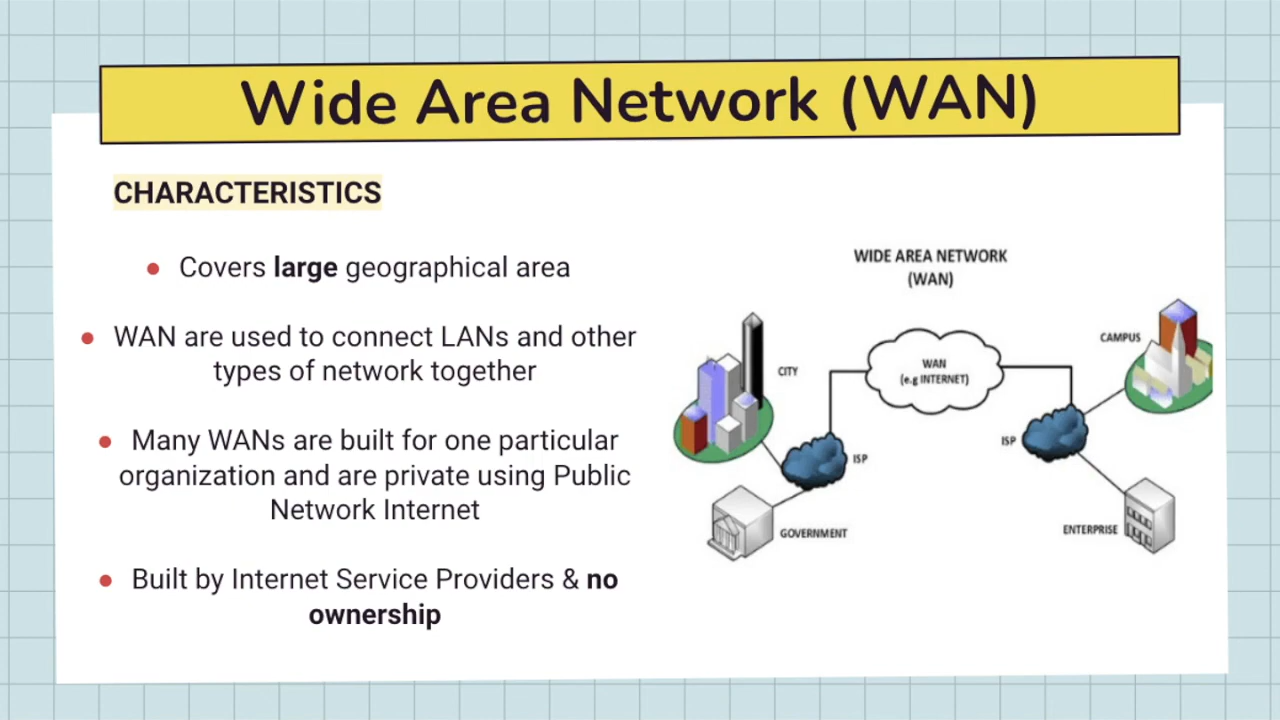 Wide Area Network (WAN)
CHARACTERISTICS
● Covers large geographical area
● WAN are used to connect LANs and other
types of network together
● Many WANs are built for one particular
organization and are private using Public
Network Internet
● Built by Internet Service Providers & no
ownership
WIDE AREA NETWORK
(WAN)
CITY
WAN
(e.g INTERNET)
CAMPUS
ISP
ISP
GOVERNMENT
ENTERPRISE